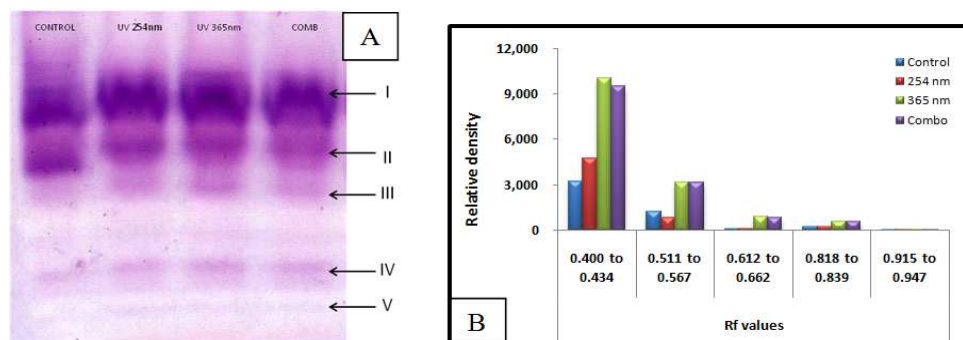 CONTROL UV 254nm UV 365nm COMB
A
I
II
III
IV
V
12,000
9,000
6,000
3,000
0
Relative density
Control
254 nm
365 nm
Combo
0.400 to 0.511 to 0.612 to 0.818 to 0.915 to
0.434 0.567 0.662 0.839 0.947
Rf values
B